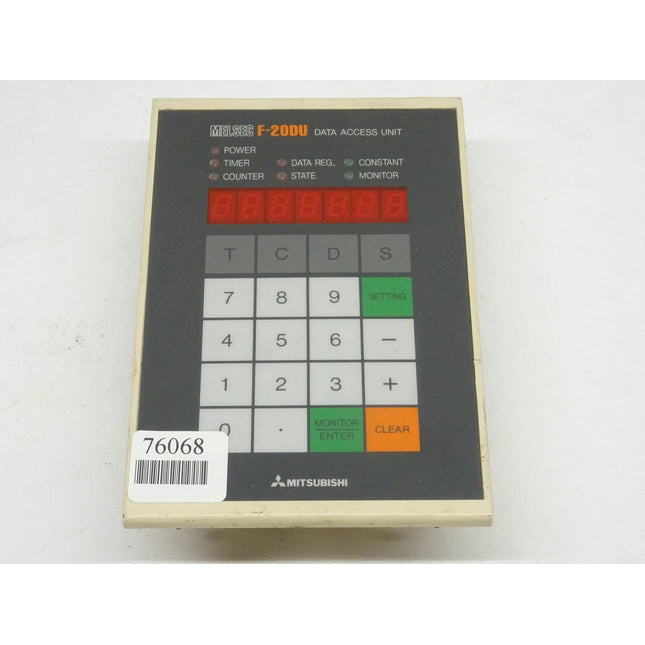 MELSEC F-20DU DATA ACCESS UNIT
POWER
TIMER DATA REG. CONSTANT
COUNTER STATE MONITOR
T C D S
7 8 9 SETTING
4 5 6 −
1 2 3 +
0 . MONITOR
ENTER CLEAR
76068
MITSUBISHI